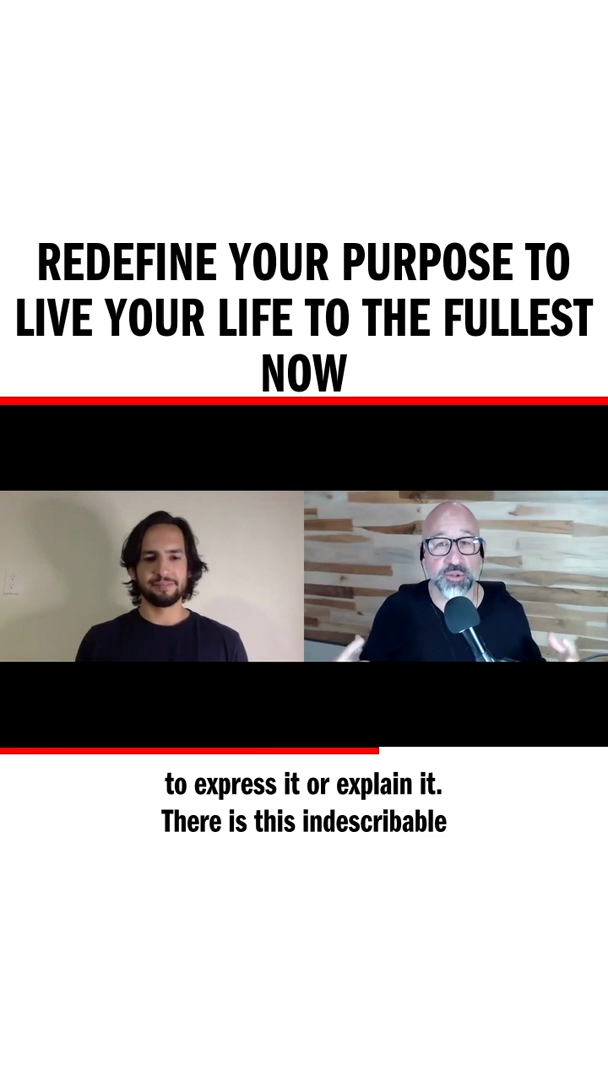 REDEFINE YOUR PURPOSE TO
LIVE YOUR LIFE TO THE FULLEST
NOW
to express it or explain it.
There is this indescribable